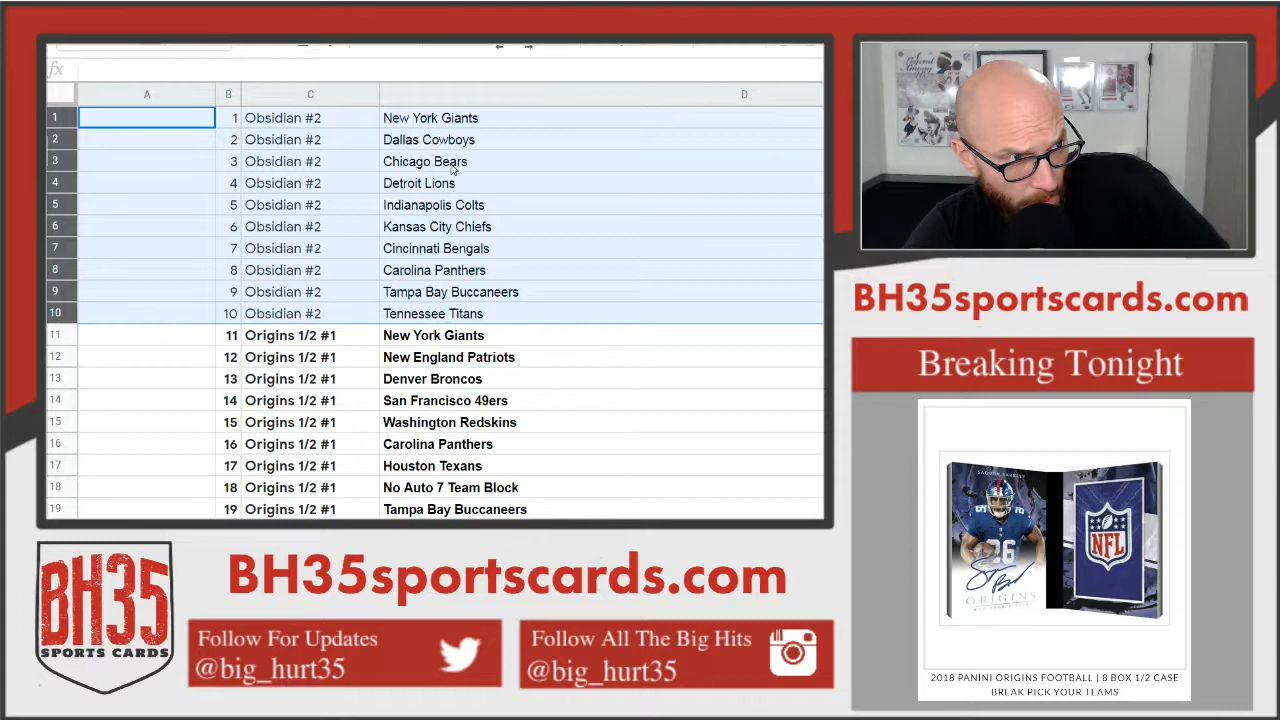 fx
A B C D
1 1 Obsidian #2 New York Giants
2 2 Obsidian #2 Dallas Cowboys
3 3 Obsidian #2 Chicago Bears
4 4 Obsidian #2 Detroit Lions
5 5 Obsidian #2 Indianapolis Colts
6 6 Obsidian #2 Kansas City Chiefs
7 7 Obsidian #2 Cincinnati Bengals
8 8 Obsidian #2 Carolina Panthers
9 9 Obsidian #2 Tampa Bay Buccaneers
10 10 Obsidian #2 Tennessee Titans
11 11 Origins 1/2 #1 New York Giants
12 12 Origins 1/2 #1 New England Patriots
13 13 Origins 1/2 #1 Denver Broncos
14 14 Origins 1/2 #1 San Francisco 49ers
15 15 Origins 1/2 #1 Washington Redskins
16 16 Origins 1/2 #1 Carolina Panthers
17 17 Origins 1/2 #1 Houston Texans
18 18 Origins 1/2 #1 No Auto 7 Team Block
19 19 Origins 1/2 #1 Tampa Bay Buccaneers
BH35sportscards.com
Breaking Tonight
SAQUON BARKLEY
26
ORIGINS
NFL
2018 PANINI ORIGINS FOOTBALL | 8 BOX 1/2 CASE
BREAK PICK YOUR TEAMS
BH35
SPORTS CARDS
BH35sportscards.com
Follow For Updates
@big_hurt35
Follow All The Big Hits
@big_hurt35